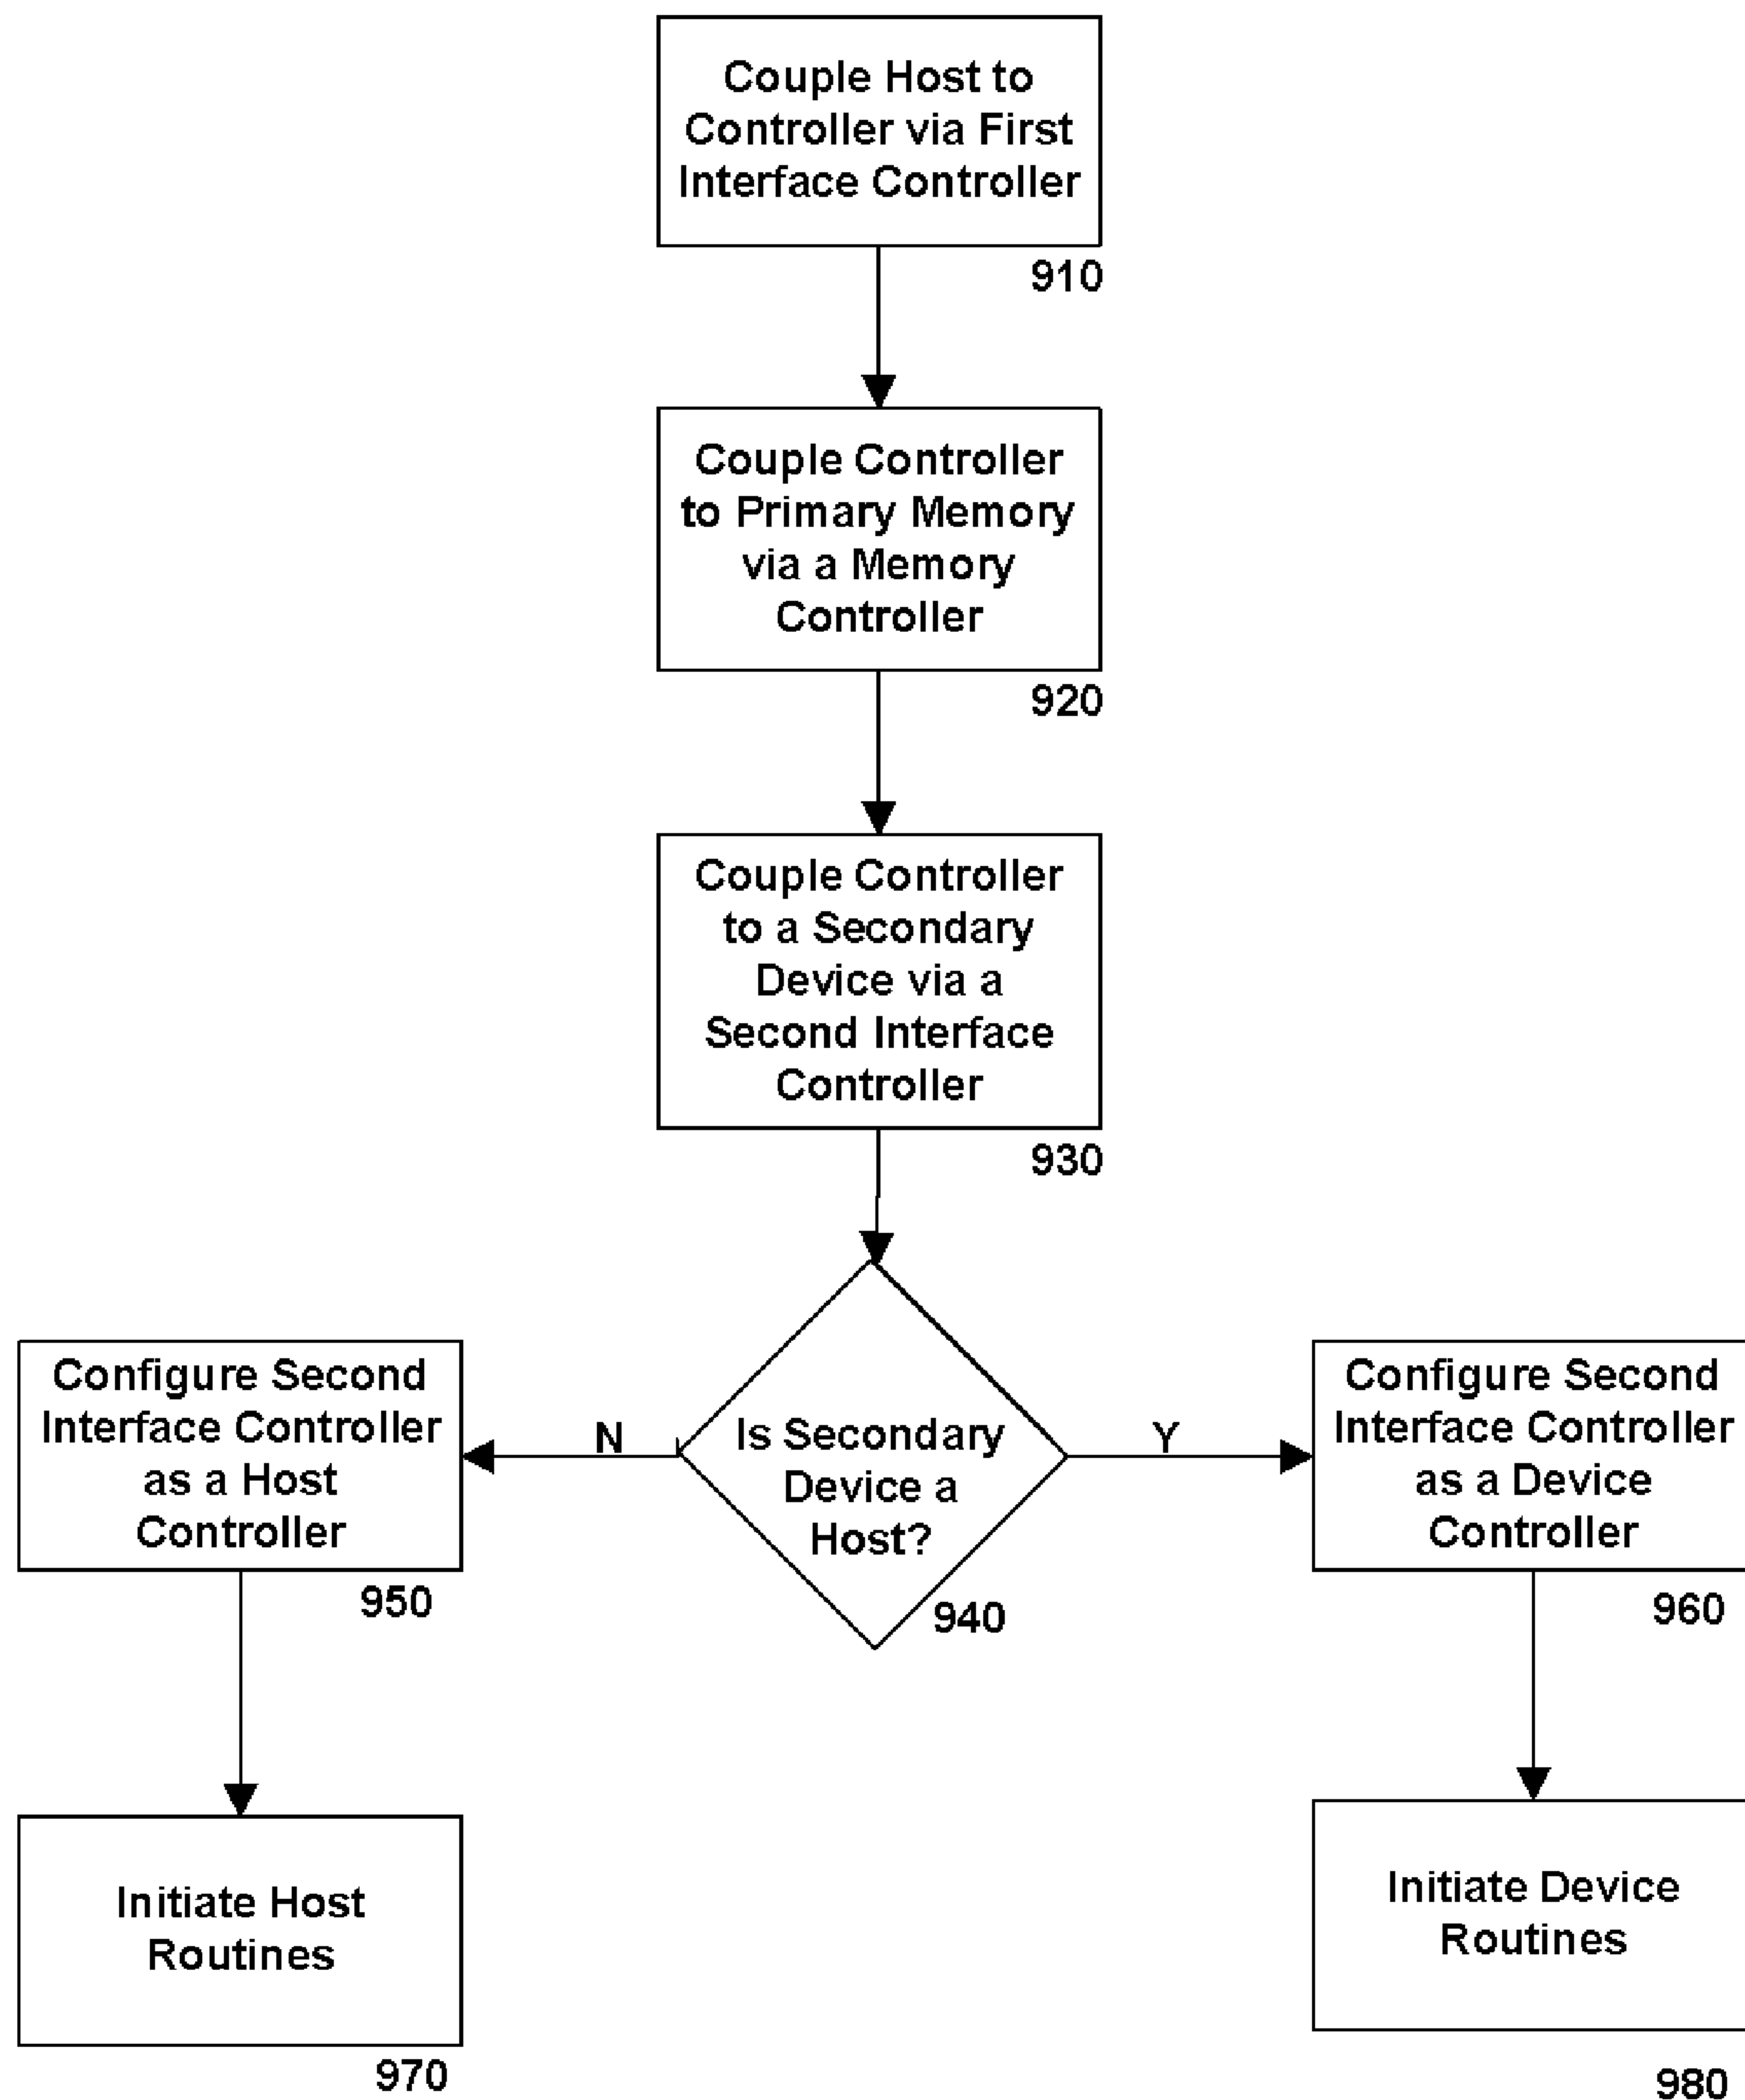 Couple Host to
Controller via First
Interface Controller
910
Couple Controller
to Primary Memory
via a Memory
Controller
920
Couple Controller
to a Secondary
Device via a
Second Interface
Controller
930
Is Secondary
Device a
Host?
940
N
Y
Configure Second
Interface Controller
as a Host
Controller
950
Configure Second
Interface Controller
as a Device
Controller
960
Initiate Host
Routines
970
Initiate Device
Routines
980